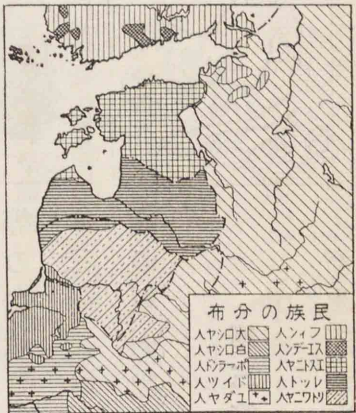 民族の分布
フィン人
スエーデン人
エストニヤ人
レット人
リトワニヤ人
大ロシヤ人
白ロシヤ人
ポーランド人
ドイツ人
ユダヤ人